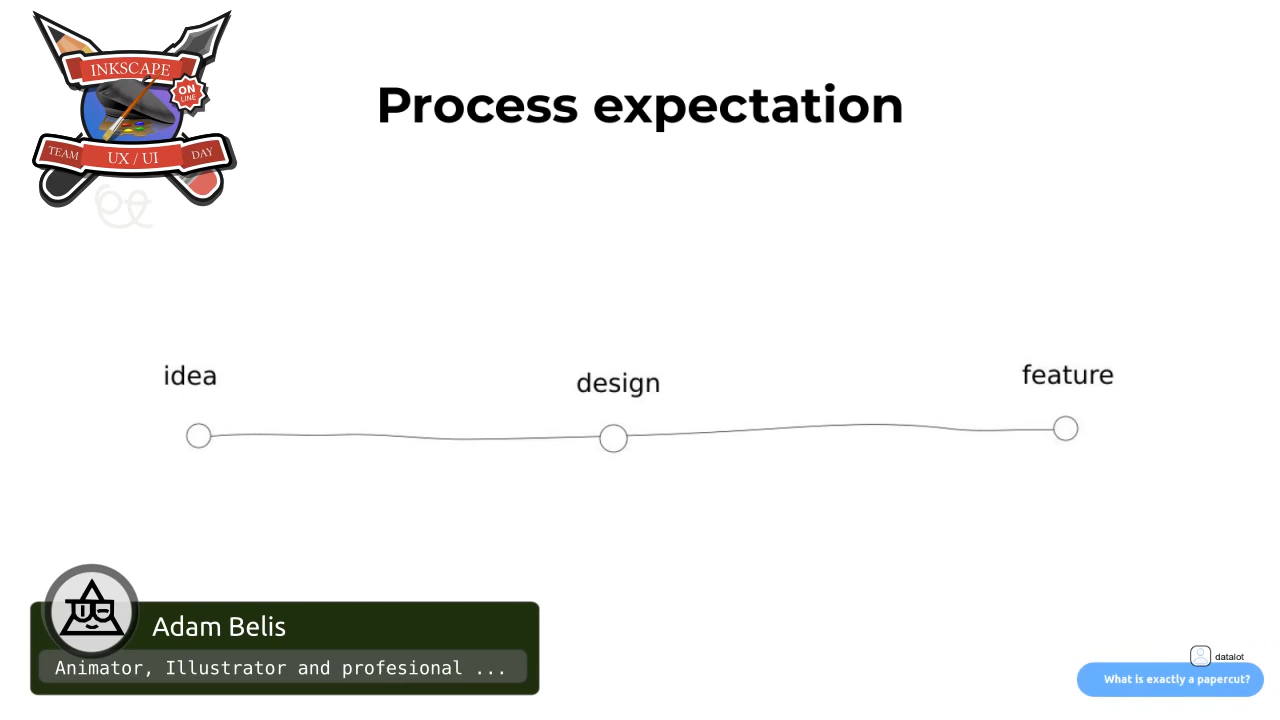 INKSCAPE
ON
LINE
TEAM UX / UI DAY
Process expectation
idea
design
feature
Adam Belis
Animator, Illustrator and profesional ...
datalot
What is exactly a papercut?